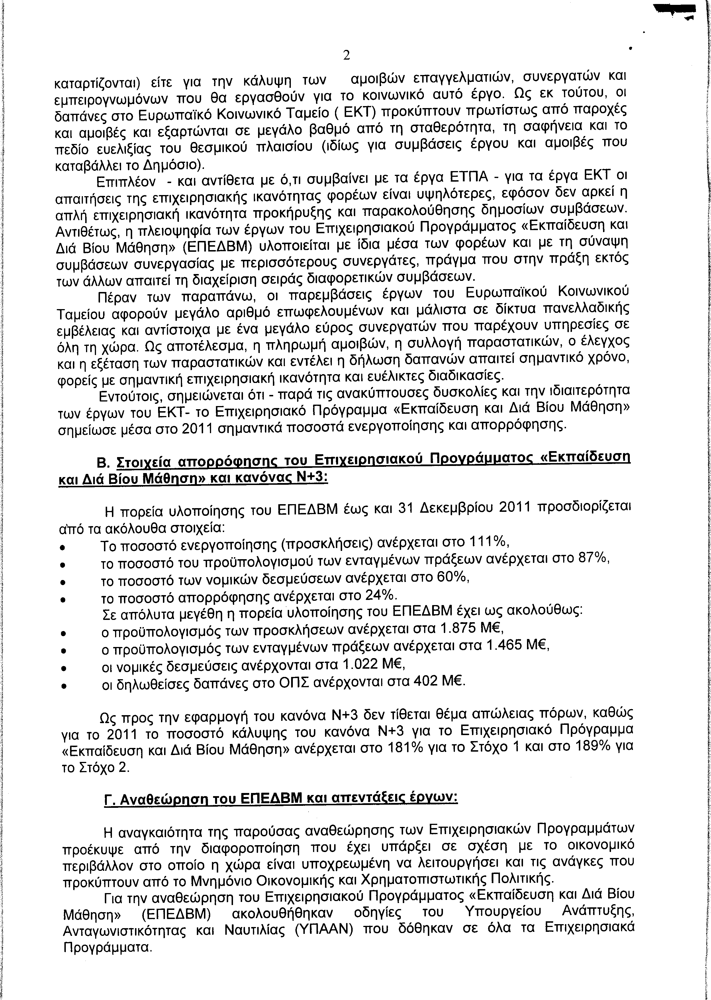 2
καταρτίζονται) είτε για την κάλυψη των αμοιβών επαγγελματιών, συνεργατών και
εμπειρογνωμόνων που θα εργασθούν για το κοινωνικό αυτό έργο. Ως εκ τούτου, οι
δαπάνες στο Ευρωπαϊκό Κοινωνικό Ταμείο ( ΕΚΤ) προκύπτουν πρωτίστως από παροχές
και αμοιβές και εξαρτώνται σε μεγάλο βαθμό από τη σταθερότητα, τη σαφήνεια και το
πεδίο ευελιξίας του θεσμικού πλαισίου (ιδίως για συμβάσεις έργου και αμοιβές που
καταβάλλει το Δημόσιο).
Επιπλέον - και αντίθετα με ό,τι συμβαίνει με τα έργα ΕΤΠΑ - για τα έργα ΕΚΤ οι
απαιτήσεις της επιχειρησιακής ικανότητας φορέων είναι υψηλότερες, εφόσον δεν αρκεί η
απλή επιχειρησιακή ικανότητα προκήρυξης και παρακολούθησης δημοσίων συμβάσεων.
Αντιθέτως, η πλειοψηφία των έργων του Επιχειρησιακού Προγράμματος «Εκπαίδευση και
Διά Βίου Μάθηση» (ΕΠΕΔΒΜ) υλοποιείται με ίδια μέσα των φορέων και με τη σύναψη
συμβάσεων συνεργασίας με περισσότερους συνεργάτες, πράγμα που στην πράξη εκτός
των άλλων απαιτεί τη διαχείριση σειράς διαφορετικών συμβάσεων.
Πέραν των παραπάνω, οι παρεμβάσεις έργων του Ευρωπαϊκού Κοινωνικού
Ταμείου αφορούν μεγάλο αριθμό επωφελουμένων και μάλιστα σε δίκτυα πανελλαδικής
εμβέλειας και αντίστοιχα με ένα μεγάλο εύρος συνεργατών που παρέχουν υπηρεσίες σε
όλη τη χώρα. Ως αποτέλεσμα, η πληρωμή αμοιβών, η συλλογή παραστατικών, ο έλεγχος
και η εξέταση των παραστατικών και εντέλει η δήλωση δαπανών απαιτεί σημαντικό χρόνο,
φορείς με σημαντική επιχειρησιακή ικανότητα και ευέλικτες διαδικασίες.
Εντούτοις, σημειώνεται ότι - παρά τις ανακύπτουσες δυσκολίες και την ιδιαιτερότητα
των έργων του ΕΚΤ- το Επιχειρησιακό Πρόγραμμα «Εκπαίδευση και Διά Βίου Μάθηση»
σημείωσε μέσα στο 2011 σημαντικά ποσοστά ενεργοποίησης και απορρόφησης.
Β. Στοιχεία απορρόφησης του Επιχειρησιακού Προγράμματος «Εκπαίδευση
και Διά Βίου Μάθηση» και κανόνας Ν+3:
Η πορεία υλοποίησης του ΕΠΕΔΒΜ έως και 31 Δεκεμβρίου 2011 προσδιορίζεται
από τα ακόλουθα στοιχεία:
• Το ποσοστό ενεργοποίησης (προσκλήσεις) ανέρχεται στο 111%,
• το ποσοστό του προϋπολογισμού των ενταγμένων πράξεων ανέρχεται στο 87%,
• το ποσοστό των νομικών δεσμεύσεων ανέρχεται στο 60%,
• το ποσοστό απορρόφησης ανέρχεται στο 24%.
Σε απόλυτα μεγέθη η πορεία υλοποίησης του ΕΠΕΔΒΜ έχει ως ακολούθως:
• ο προϋπολογισμός των προσκλήσεων ανέρχεται στα 1.875 Μ€,
• ο προϋπολογισμός των ενταγμένων πράξεων ανέρχεται στα 1.465 Μ€,
• οι νομικές δεσμεύσεις ανέρχονται στα 1.022 Μ€,
• οι δηλωθείσες δαπάνες στο ΟΠΣ ανέρχονται στα 402 Μ€.
Ως προς την εφαρμογή του κανόνα Ν+3 δεν τίθεται θέμα απώλειας πόρων, καθώς
για το 2011 το ποσοστό κάλυψης του κανόνα Ν+3 για το Επιχειρησιακό Πρόγραμμα
«Εκπαίδευση και Διά Βίου Μάθηση» ανέρχεται στο 181% για το Στόχο 1 και στο 189% για
το Στόχο 2.
Γ. Αναθεώρηση του ΕΠΕΔΒΜ και απεντάξεις έργων:
Η αναγκαιότητα της παρούσας αναθεώρησης των Επιχειρησιακών Προγραμμάτων
προέκυψε από την διαφοροποίηση που έχει υπάρξει σε σχέση με το οικονομικό
περιβάλλον στο οποίο η χώρα είναι υποχρεωμένη να λειτουργήσει και τις ανάγκες που
προκύπτουν από το Μνημόνιο Οικονομικής και Χρηματοπιστωτικής Πολιτικής.
Για την αναθεώρηση του Επιχειρησιακού Προγράμματος «Εκπαίδευση και Διά Βίου
Μάθηση» (ΕΠΕΔΒΜ) ακολουθήθηκαν οδηγίες του Υπουργείου Ανάπτυξης,
Ανταγωνιστικότητας και Ναυτιλίας (ΥΠΑΑΝ) που δόθηκαν σε όλα τα Επιχειρησιακά
Προγράμματα.